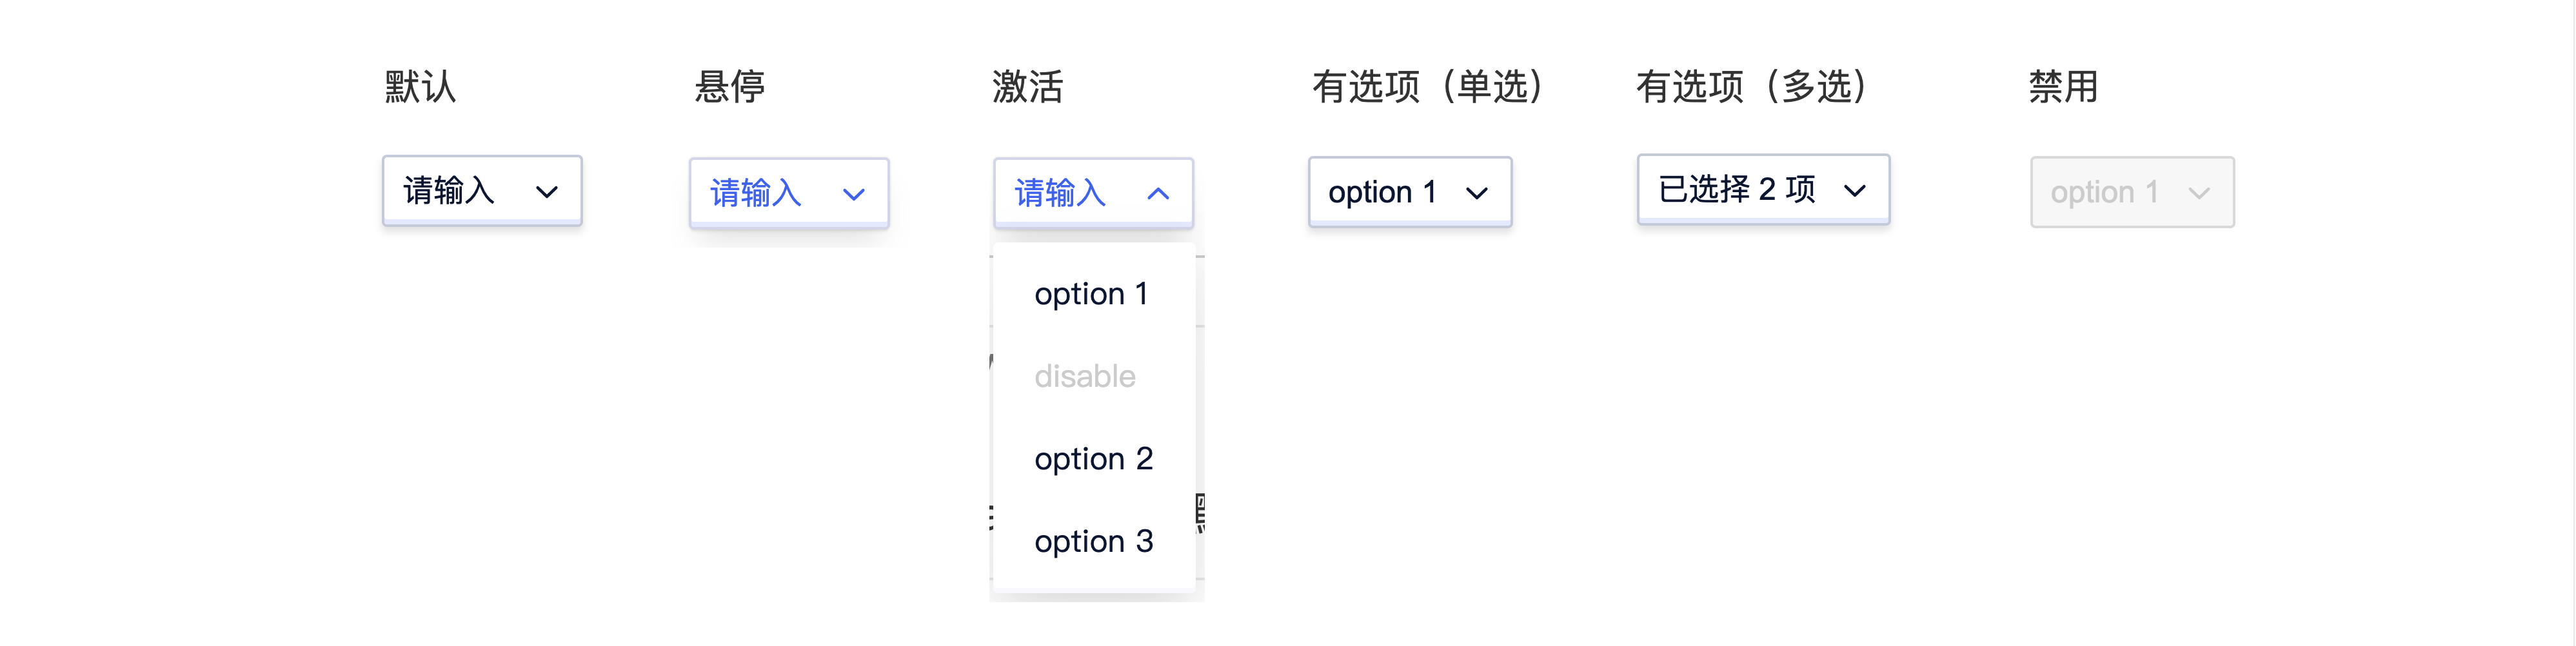 默认
悬停
激活
有选项（单选）
有选项（多选）
禁用
请输入
请输入
请输入
option 1
已选择 2 项
option 1
option 1
disable
option 2
option 3